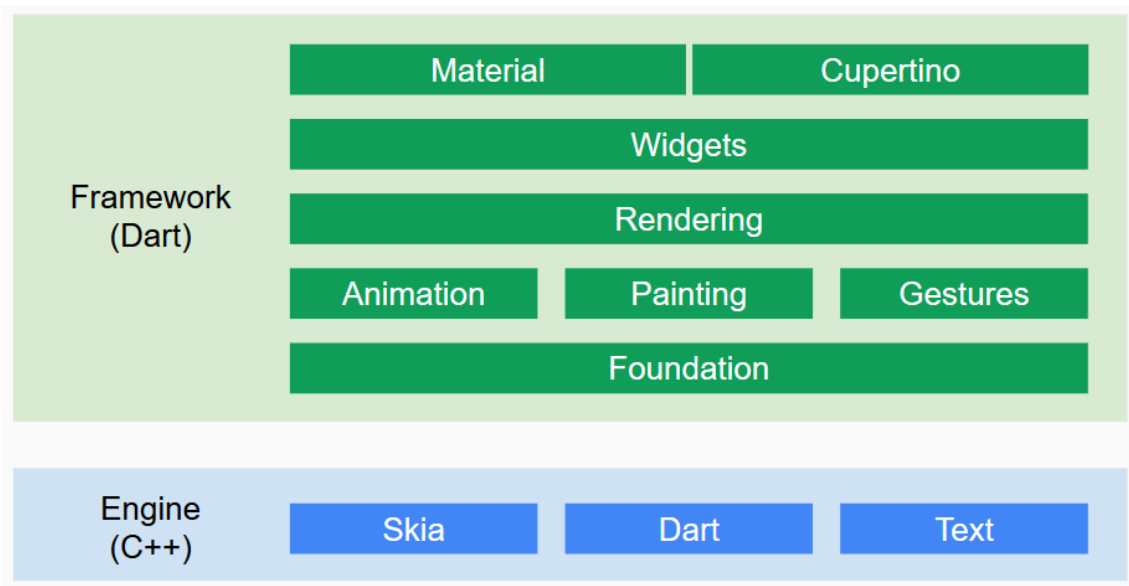 Material
Cupertino
Widgets
Framework
(Dart)
Rendering
Animation
Painting
Gestures
Foundation
Engine
(C++)
Skia
Dart
Text